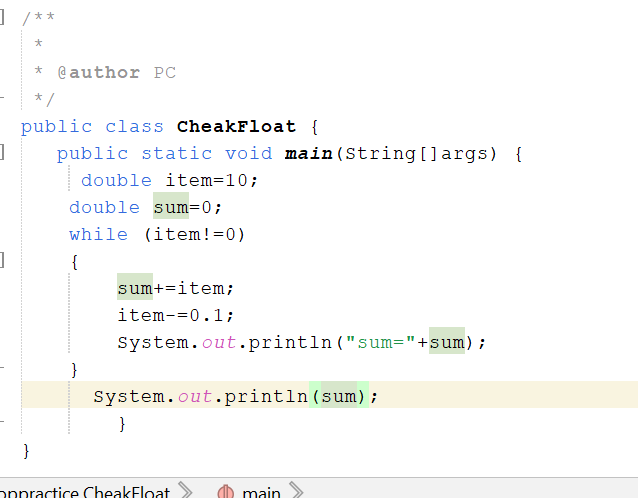 /**
 *
 * @author PC
 */
public class CheakFloat {
   public static void main(String[]args) {
     double item=10;
    double sum=0;
    while (item!=0)
    {
        sum+=item;
        item-=0.1;
        System.out.println("sum="+sum);
    }
      System.out.println(sum);
        }
}
oppractice.CheakFloat main